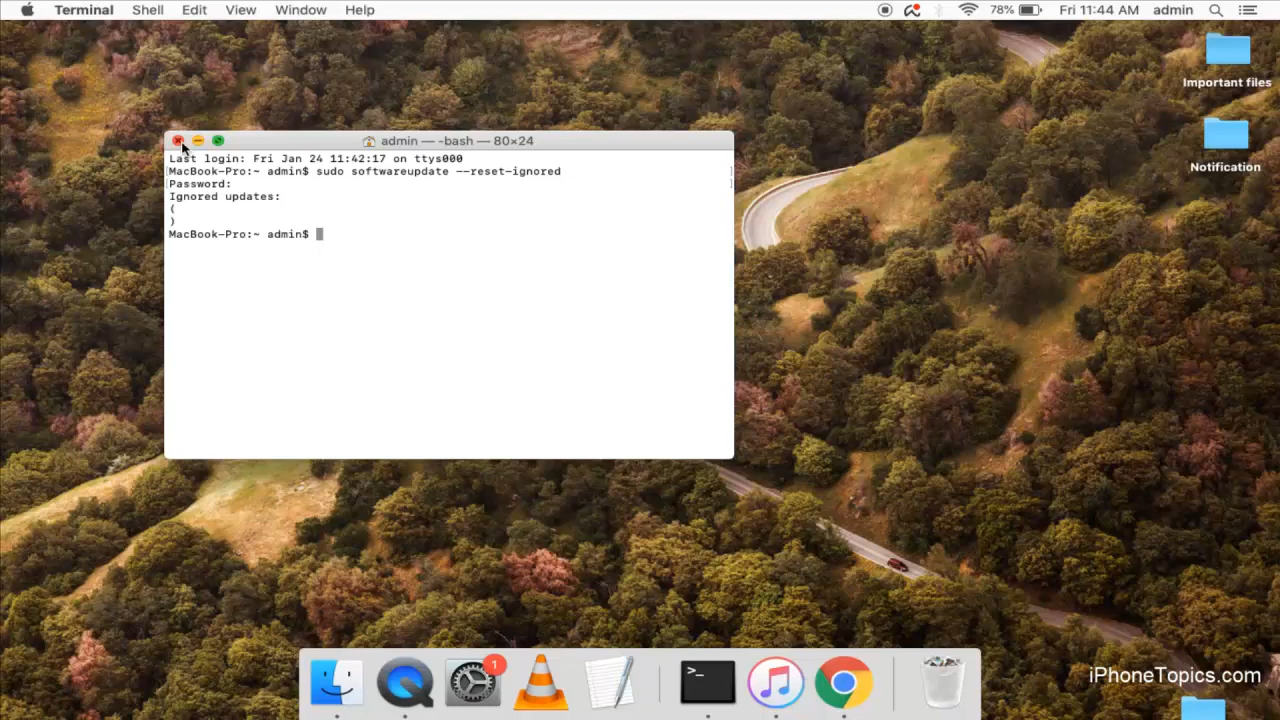 Terminal Shell Edit View Window Help 78% Fri 11:44 AM admin
Important files
Notification
admin — -bash — 80×24
Last login: Fri Jan 24 11:42:17 on ttys000
MacBook-Pro:~ admin$ sudo softwareupdate --reset-ignored
Password:
Ignored updates:
(
)
MacBook-Pro:~ admin$
1
>_
iPhoneTopics.com